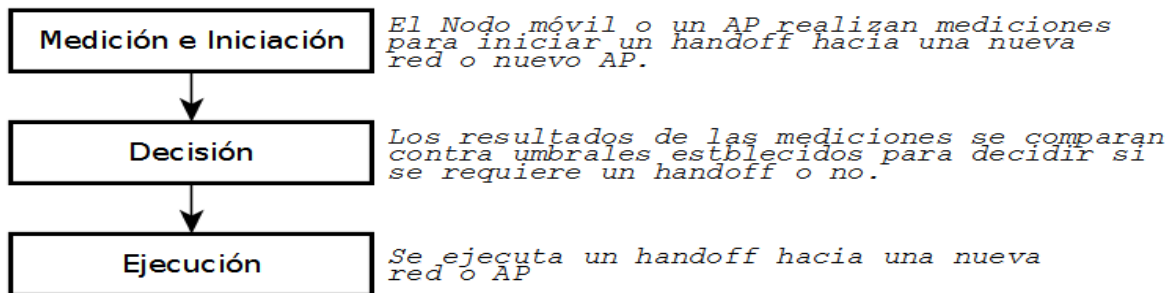 Medición e Iniciación
El Nodo móvil o un AP realizan mediciones
para iniciar un handoff hacia una nueva
red o nuevo AP.
Decisión
Los resultados de las mediciones se comparan
contra umbrales estblecidos para decidir si
se requiere un handoff o no.
Ejecución
Se ejecuta un handoff hacia una nueva
red o AP